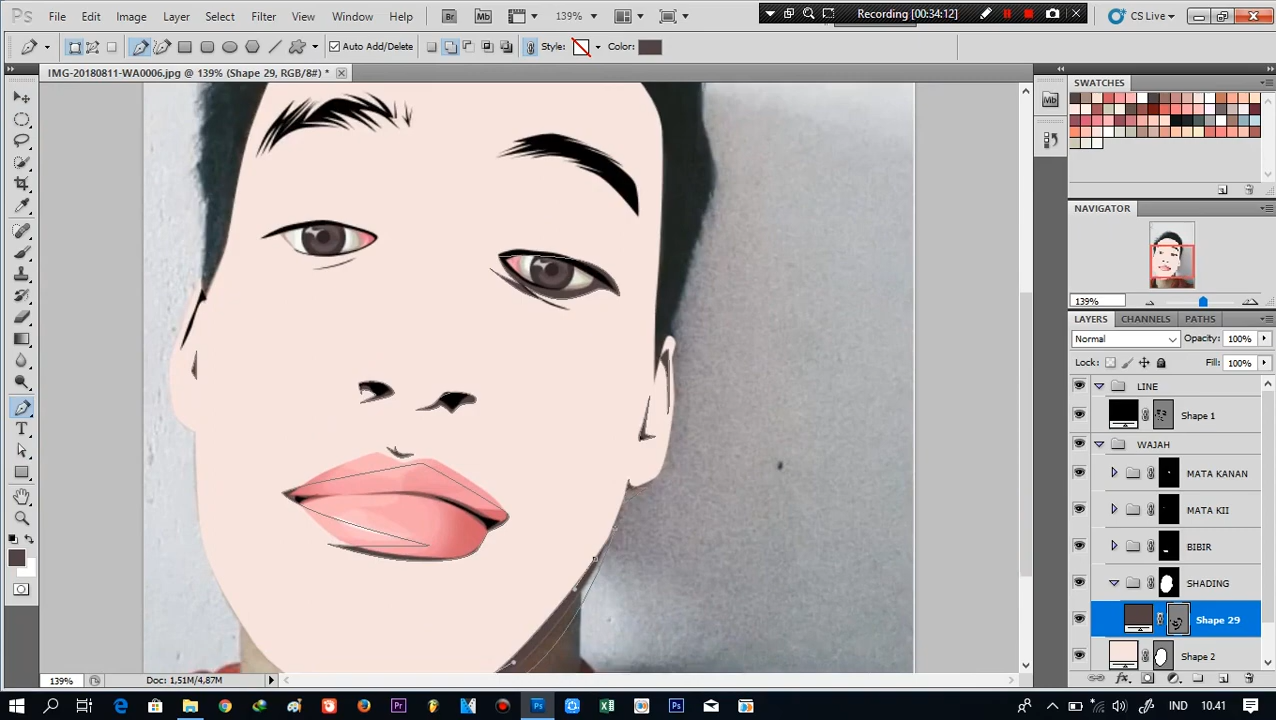 Ps File Edit Image Layer Select Filter View Window Help Br Mb 139% Recording [00:34:12] CS Live
Auto Add/Delete Style: Color:
IMG-20180811-WA0006.jpg @ 139% (Shape 29, RGB/8#) *
SWATCHES
Mb
NAVIGATOR
139%
LAYERS CHANNELS PATHS
Normal Opacity: 100%
Lock: Fill: 100%
LINE
Shape 1
WAJAH
MATA KANAN
MATA KII
BIBIR
SHADING
Shape 29
Shape 2
139% Doc: 1,51M/4,87M
IND 10.41